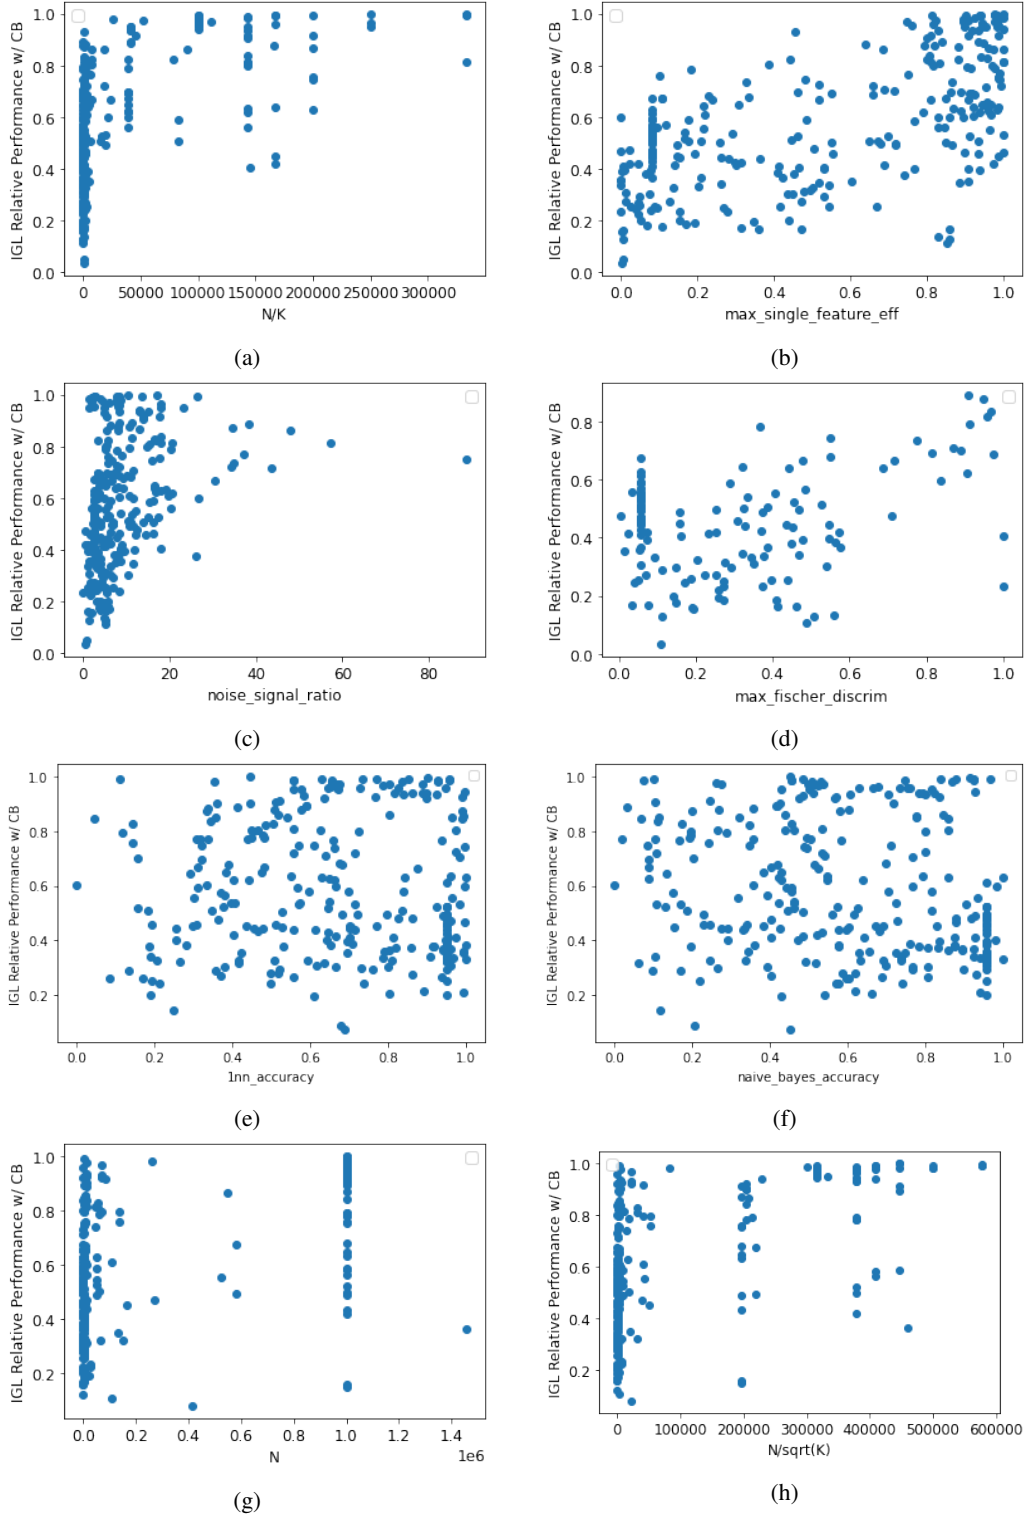 IGL Relative Performance w/ CB
1.0
0.8
0.6
0.4
0.2
0.0
0 50000 100000 150000 200000 250000 300000
N/K
(a)
IGL Relative Performance w/ CB
1.0
0.8
0.6
0.4
0.2
0.0
0.0 0.2 0.4 0.6 0.8 1.0
max_single_feature_eff
(b)
IGL Relative Performance w/ CB
1.0
0.8
0.6
0.4
0.2
0.0
0 20 40 60 80
noise_signal_ratio
(c)
IGL Relative Performance w/ CB
0.8
0.6
0.4
0.2
0.0
0.0 0.2 0.4 0.6 0.8 1.0
max_fischer_discrim
(d)
IGL Relative Performance w/ CB
1.0
0.8
0.6
0.4
0.2
0.0 0.2 0.4 0.6 0.8 1.0
1nn_accuracy
(e)
IGL Relative Performance w/ CB
1.0
0.8
0.6
0.4
0.2
0.0 0.2 0.4 0.6 0.8 1.0
naive_bayes_accuracy
(f)
IGL Relative Performance w/ CB
1.0
0.8
0.6
0.4
0.2
0.0 0.2 0.4 0.6 0.8 1.0 1.2 1.4
1e6
N
(g)
IGL Relative Performance w/ CB
1.0
0.8
0.6
0.4
0.2
0 100000 200000 300000 400000 500000 600000
N/sqrt(K)
(h)